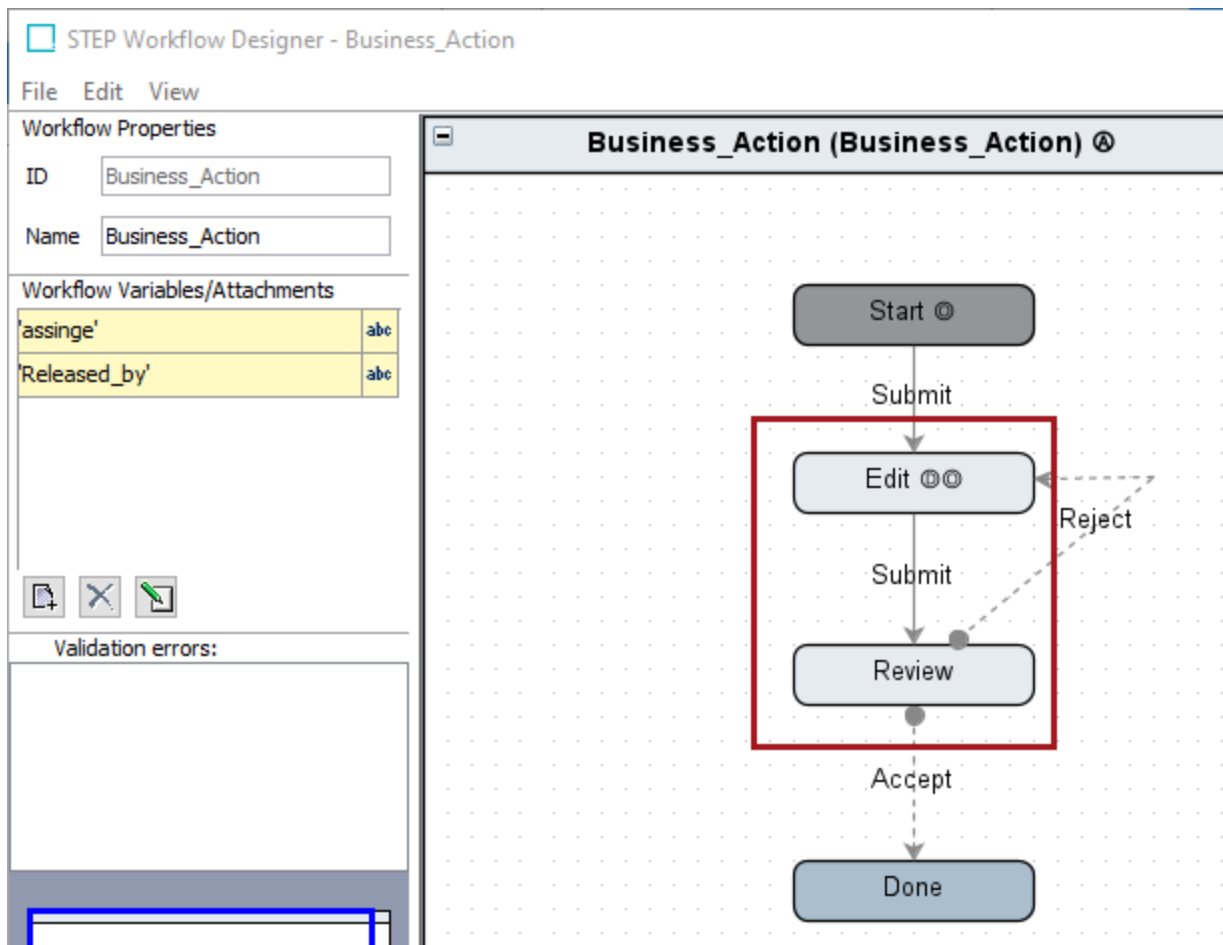 STEP Workflow Designer - Business_Action
File Edit View
Workflow Properties
ID Business_Action
Name Business_Action
Workflow Variables/Attachments
'assinge' abc
'Released_by' abc
Validation errors:
Business_Action (Business_Action) Ⓐ
Start
Submit
Edit
Reject
Submit
Review
Accept
Done